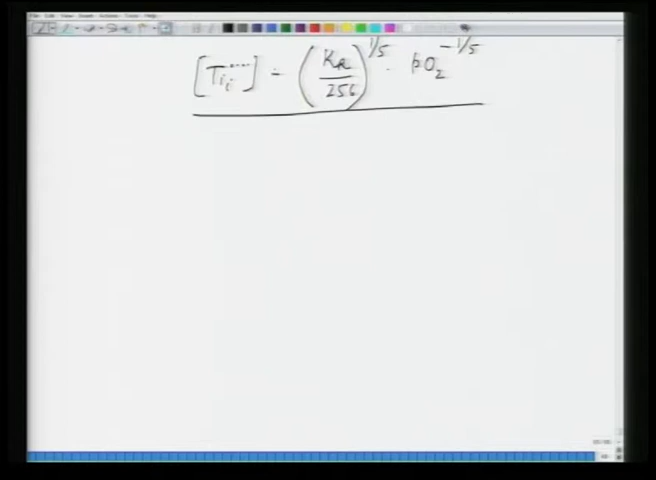 [Ti_i^{....}] = (K_R/256)^{1/5} · pO_2^{-1/5}